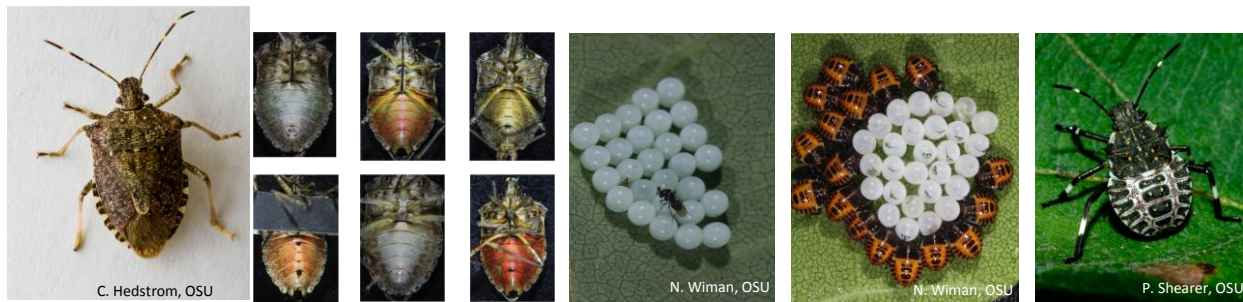 C. Hedstrom, OSU
N. Wiman, OSU
N. Wiman, OSU
P. Shearer, OSU